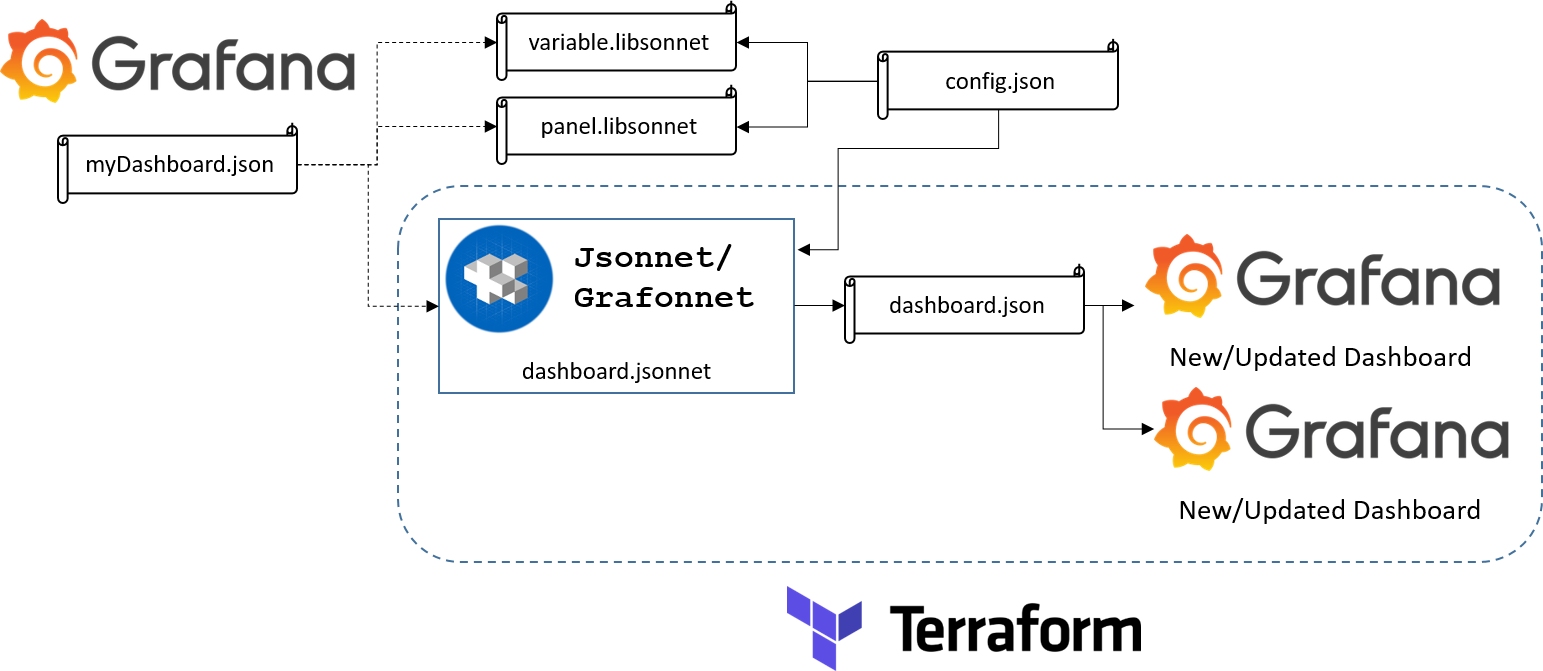 Grafana
variable.libsonnet
config.json
panel.libsonnet
myDashboard.json
Jsonnet/
Grafonnet
dashboard.jsonnet
dashboard.json
Grafana
New/Updated Dashboard
Grafana
New/Updated Dashboard
Terraform